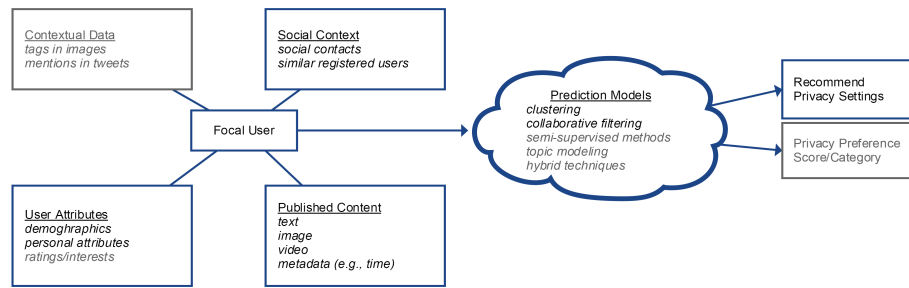 Contextual Data
tags in images
mentions in tweets
Social Context
social contacts
similar registered users
Focal User
User Attributes
demoghraphics
personal attributes
ratings/interests
Published Content
text
image
video
metadata (e.g., time)
Prediction Models
clustering
collaborative filtering
semi-supervised methods
topic modeling
hybrid techniques
Recommend
Privacy Settings
Privacy Preference
Score/Category